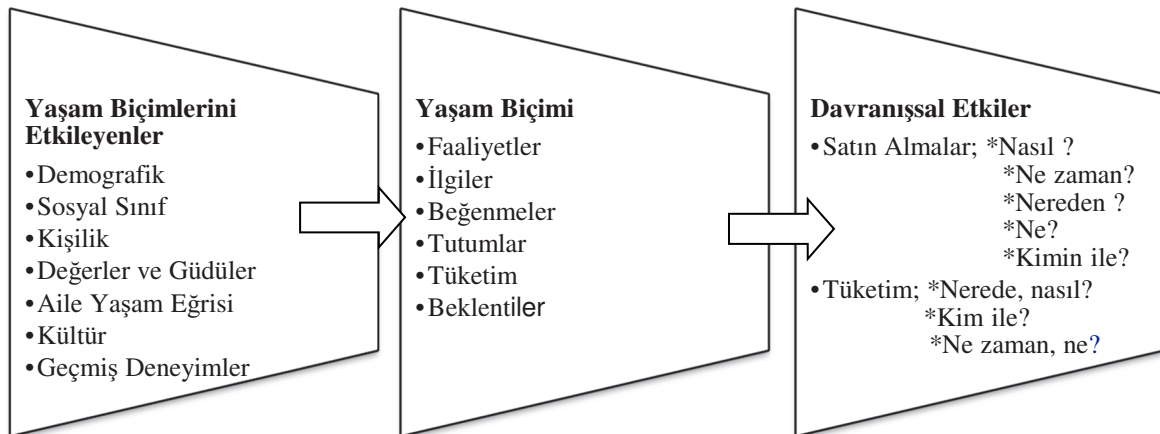 Yaşam Biçimlerini
Etkileyenler
•Demografik
•Sosyal Sınıf
•Kişilik
•Değerler ve Güdüler
•Aile Yaşam Eğrisi
•Kültür
•Geçmiş Deneyimler
Yaşam Biçimi
•Faaliyetler
•İlgiler
•Beğenmeler
•Tutumlar
•Tüketim
•Beklentiler
Davranışsal Etkiler
•Satın Almalar; *Nasıl ?
*Ne zaman?
*Nereden ?
*Ne?
*Kimin ile?
•Tüketim; *Nerede, nasıl?
*Kim ile?
*Ne zaman, ne?